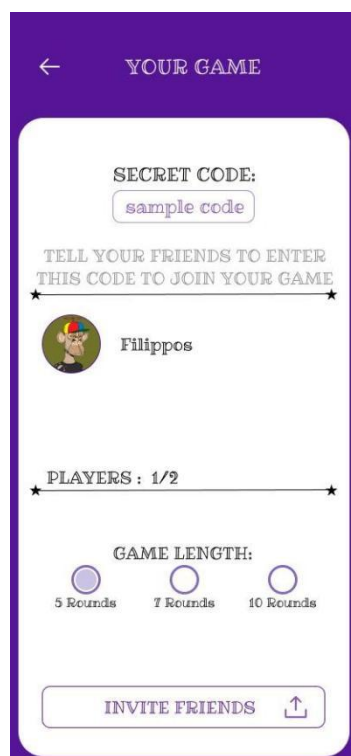 YOUR GAME
SECRET CODE:
sample code
TELL YOUR FRIENDS TO ENTER
THIS CODE TO JOIN YOUR GAME
Filippos
PLAYERS : 1/2
GAME LENGTH:
5 Rounds 7 Rounds 10 Rounds
INVITE FRIENDS